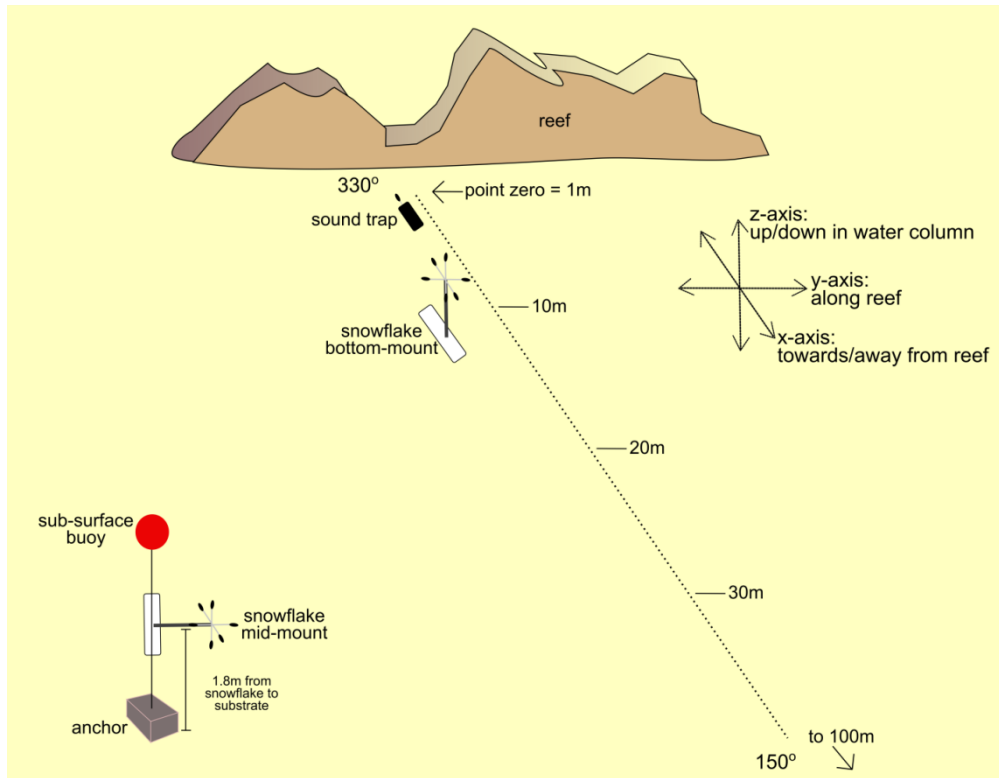 reef
330º
point zero = 1m
sound trap
z-axis:
up/down in water column
y-axis:
along reef
x-axis:
towards/away from reef
10m
snowflake
bottom-mount
20m
sub-surface
buoy
30m
snowflake
mid-mount
1.8m from
snowflake to
substrate
anchor
to 100m
150º